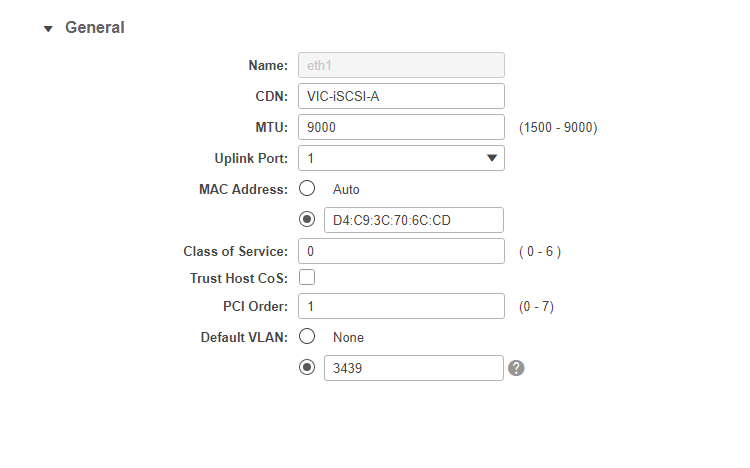 General
Name: eth1
CDN: VIC-iSCSI-A
MTU: 9000 (1500 - 9000)
Uplink Port: 1
MAC Address: Auto
D4:C9:3C:70:6C:CD
Class of Service: 0 ( 0 - 6 )
Trust Host CoS:
PCI Order: 1 (0 - 7)
Default VLAN: None
3439 ?